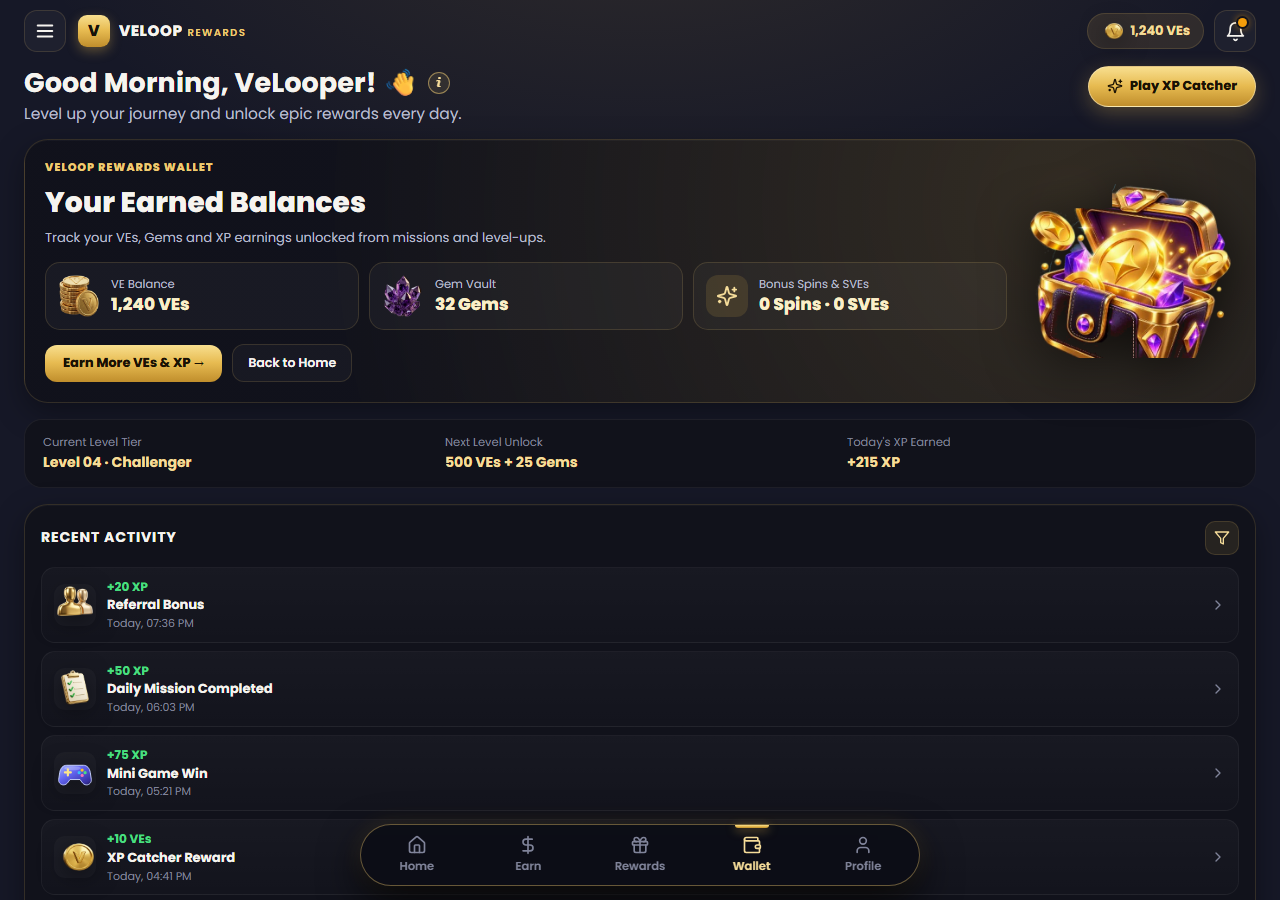 V VELOOP REWARDS
1,240 VEs
Good Morning, VeLooper! 👋 i
Play XP Catcher
Level up your journey and unlock epic rewards every day.
VELOOP REWARDS WALLET
Your Earned Balances
Track your VEs, Gems and XP earnings unlocked from missions and level-ups.
VE Balance
1,240 VEs
Gem Vault
32 Gems
Bonus Spins & SVEs
0 Spins · 0 SVEs
Earn More VEs & XP →
Back to Home
Current Level Tier
Level 04 · Challenger
Next Level Unlock
500 VEs + 25 Gems
Today's XP Earned
+215 XP
RECENT ACTIVITY
+20 XP
Referral Bonus
Today, 07:36 PM
+50 XP
Daily Mission Completed
Today, 06:03 PM
+75 XP
Mini Game Win
Today, 05:21 PM
+10 VEs
XP Catcher Reward
Today, 04:41 PM
Home
Earn
Rewards
Wallet
Profile